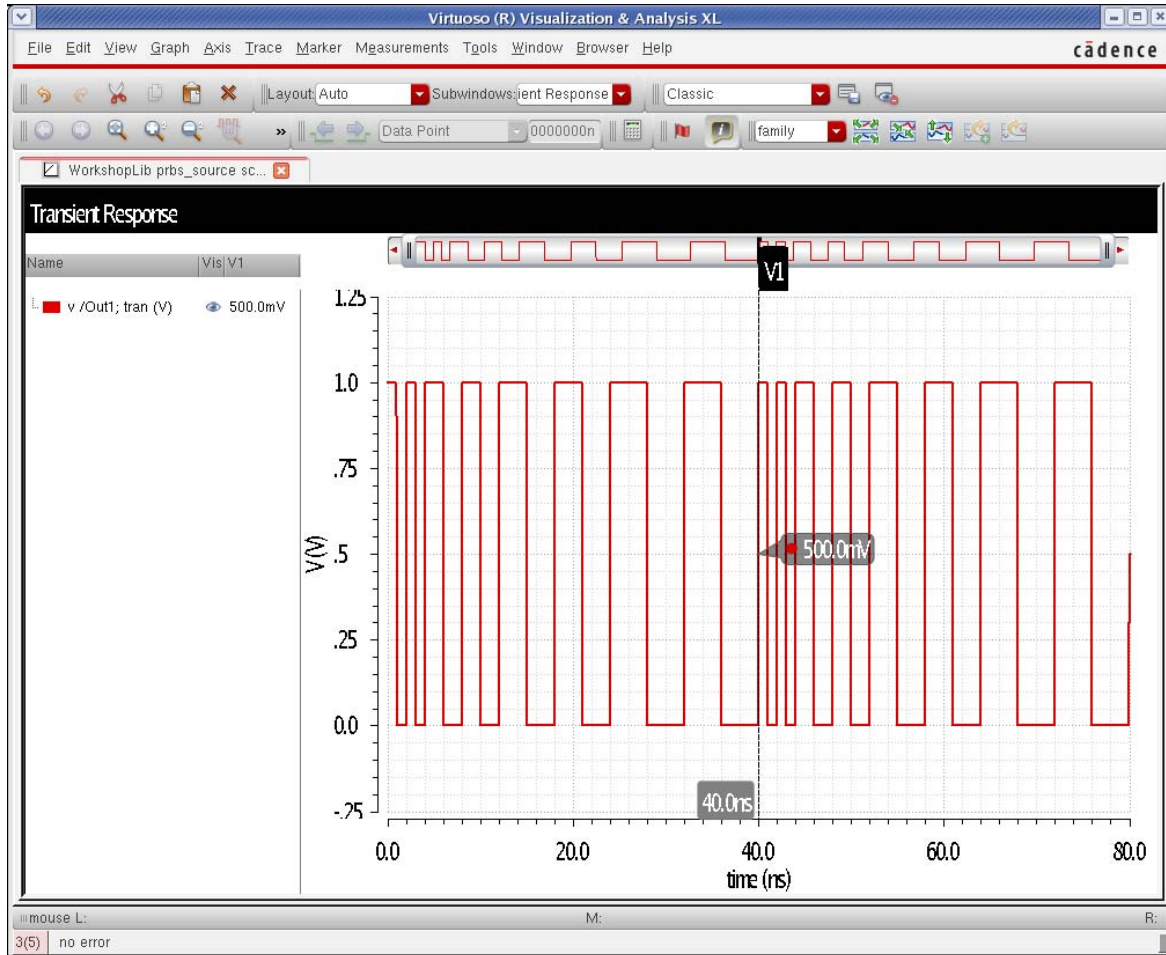 Virtuoso (R) Visualization & Analysis XL
File Edit View Graph Axis Trace Marker Measurements Tools Window Browser Help
cādence
Layout: Auto Subwindows: ient Response Classic
» Data Point 0000000n family
WorkshopLib prbs_source sc...
Transient Response
Name Vis V1
v /Out1; tran (V) 500.0mV
V1
1.25
1.0
.75
.5
.25
0.0
-.25
V(V)
500.0mV
40.0ns
0.0 20.0 40.0 60.0 80.0
time (ns)
mouse L: M: R:
3(5) no error